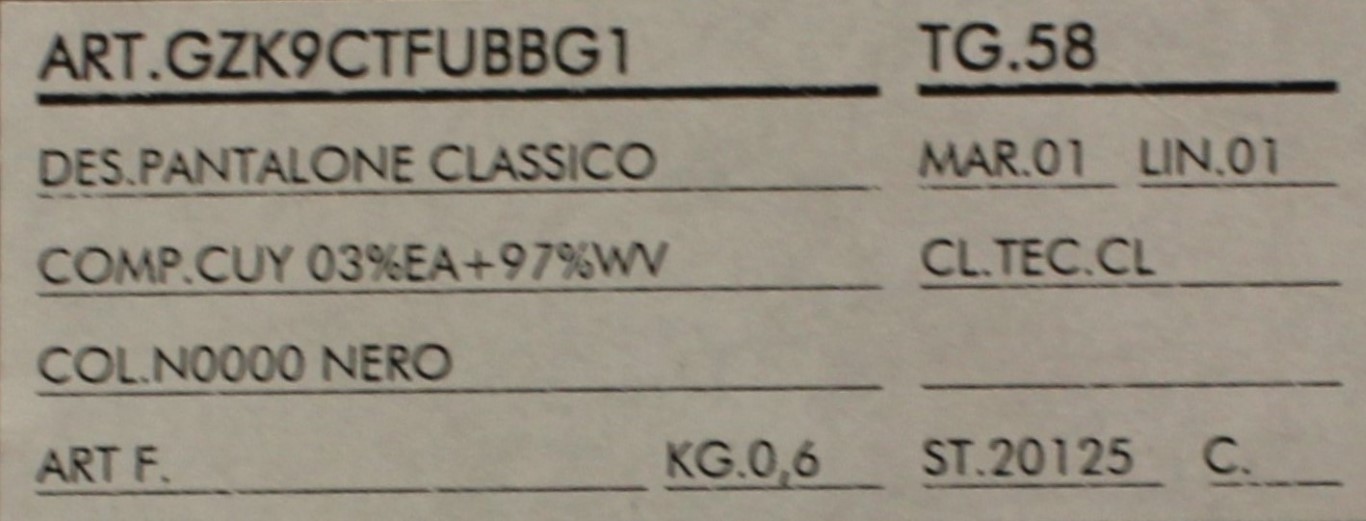 ART.GZK9CTFUBBG1 TG.58
DES.PANTALONE CLASSICO MAR.01 LIN.01
COMP.CUY 03%EA+97%WV CL.TEC.CL
COL.N0000 NERO
ART F. KG.0,6 ST.20125 C.